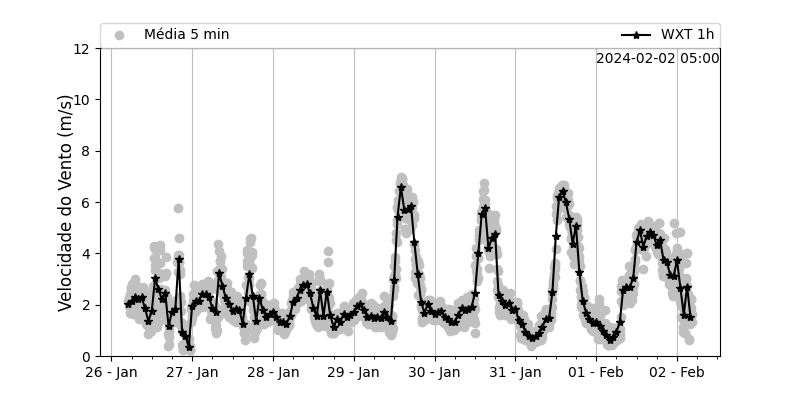 Média 5 min WXT 1h
2024-02-02 05:00
Velocidade do Vento (m/s)
12
10
8
6
4
2
0
26 - Jan 27 - Jan 28 - Jan 29 - Jan 30 - Jan 31 - Jan 01 - Feb 02 - Feb